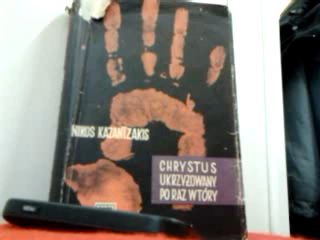 NIKOS KAZANTZAKIS
CHRYSTUS
UKRZYŻOWANY
PO RAZ WTÓRY